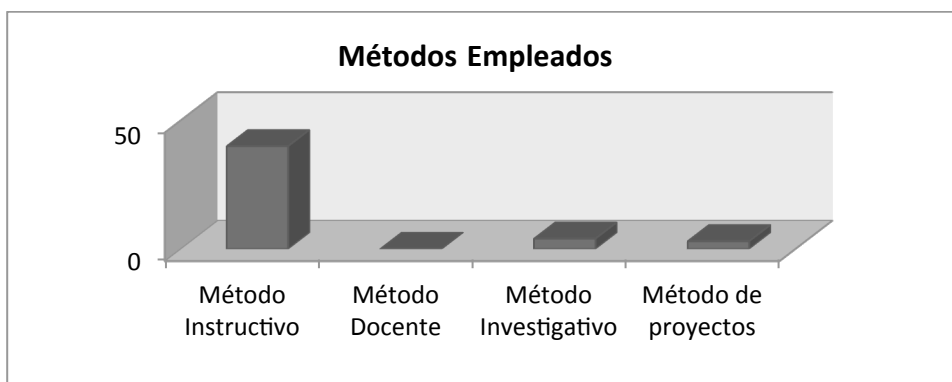 Métodos Empleados
50
0
Método
Instructivo
Método
Docente
Método
Investigativo
Método de
proyectos